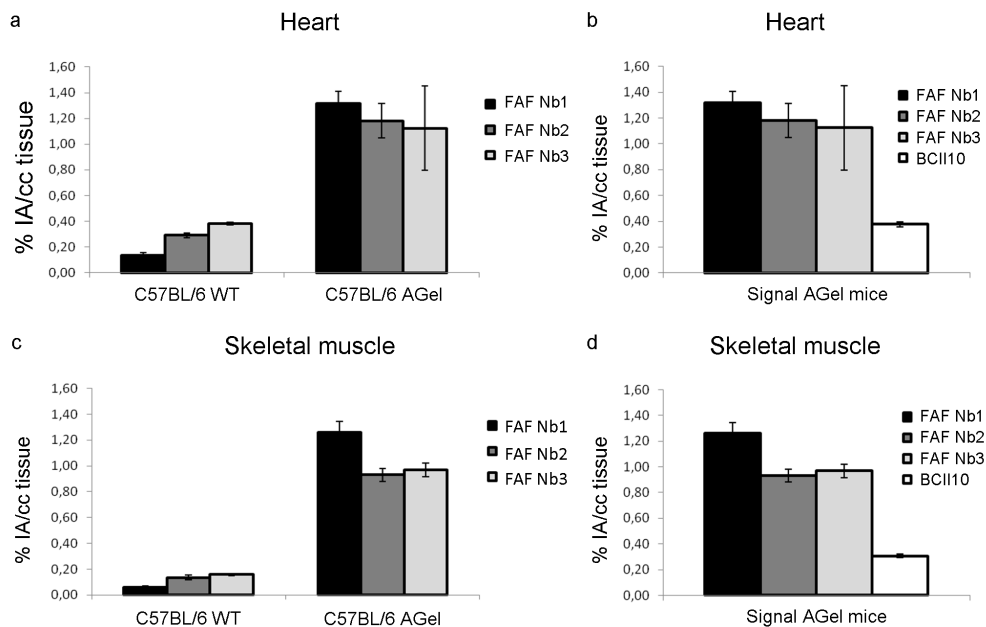 a
Heart
% IA/cc tissue
1,60
1,40
1,20
1,00
0,80
0,60
0,40
0,20
0,00
C57BL/6 WT
C57BL/6 AGel
FAF Nb1
FAF Nb2
FAF Nb3
b
Heart
% IA/cc tissue
1,60
1,40
1,20
1,00
0,80
0,60
0,40
0,20
0,00
Signal AGel mice
FAF Nb1
FAF Nb2
FAF Nb3
BCII10
c
Skeletal muscle
% IA/cc tissue
1,60
1,40
1,20
1,00
0,80
0,60
0,40
0,20
0,00
C57BL/6 WT
C57BL/6 AGel
FAF Nb1
FAF Nb2
FAF Nb3
d
Skeletal muscle
% IA/cc tissue
1,60
1,40
1,20
1,00
0,80
0,60
0,40
0,20
0,00
Signal AGel mice
FAF Nb1
FAF Nb2
FAF Nb3
BCII10